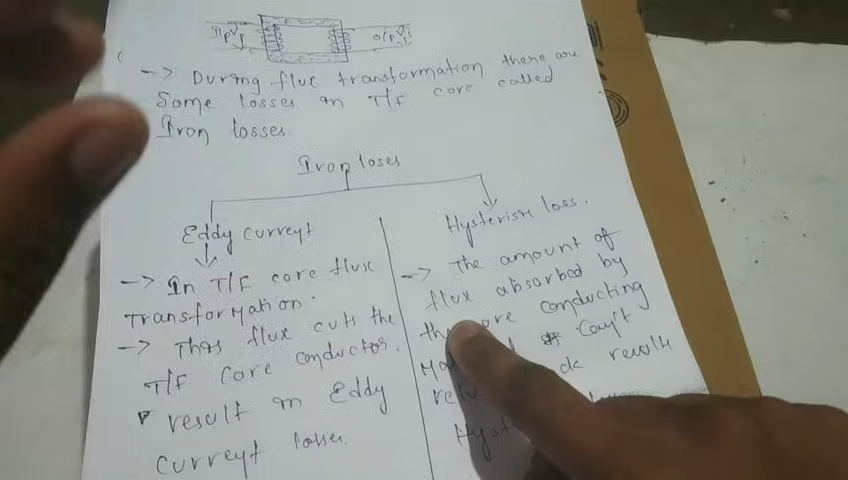 I/P V/g
O/P V/g
-> During flux transformation there are
Some losses in T/F core called
Iron losses.
Iron loses
Eddy current
Hysterisis loss.
-> In T/F core flux
transformation.
-> This flux cuts the
T/F core conductor.
result in Eddy
current losses.
-> The amount of
flux absorbed by
core conducting
Can't
result